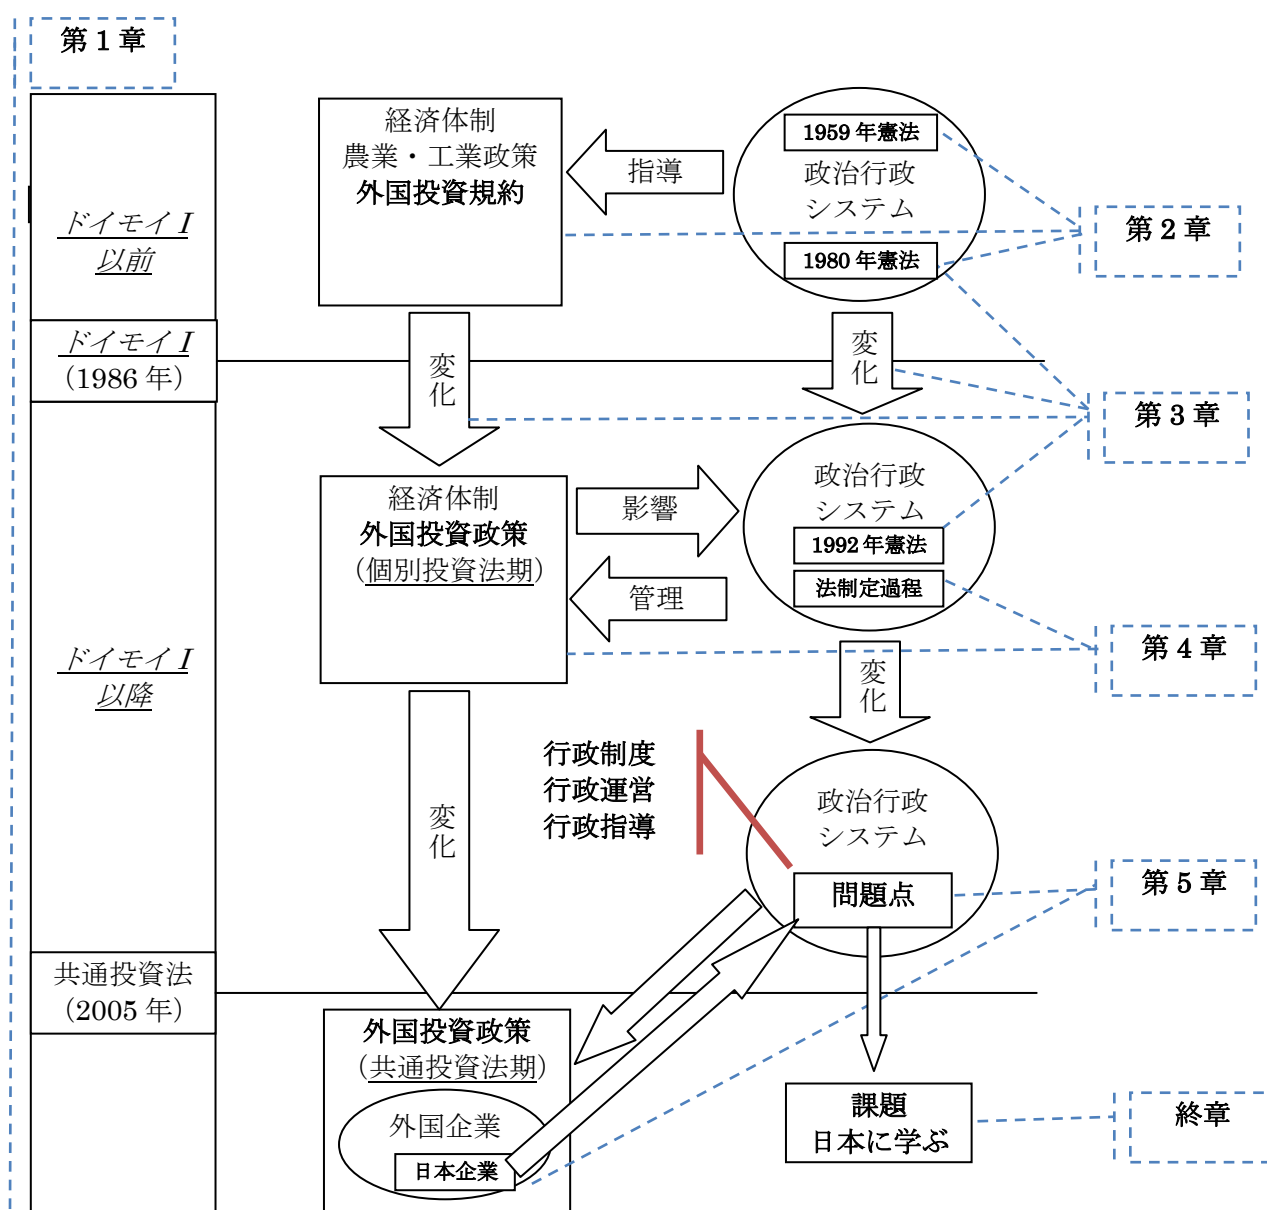 第１章
経済体制
農業・工業政策
外国投資規約
指導
1959 年憲法
政治行政
システム
1980 年憲法
第２章
ドイモイ I
以前
ドイモイ I
（1986 年）
変
化
変
化
第３章
経済体制
外国投資政策
（個別投資法期）
影響
管理
政治行政
システム
1992 年憲法
法制定過程
第４章
ドイモイ I
以降
変
化
行政制度
行政運営
行政指導
変
化
政治行政
システム
問題点
第５章
共通投資法
（2005 年）
外国投資政策
（共通投資法期）
外国企業
日本企業
課題
日本に学ぶ
終章